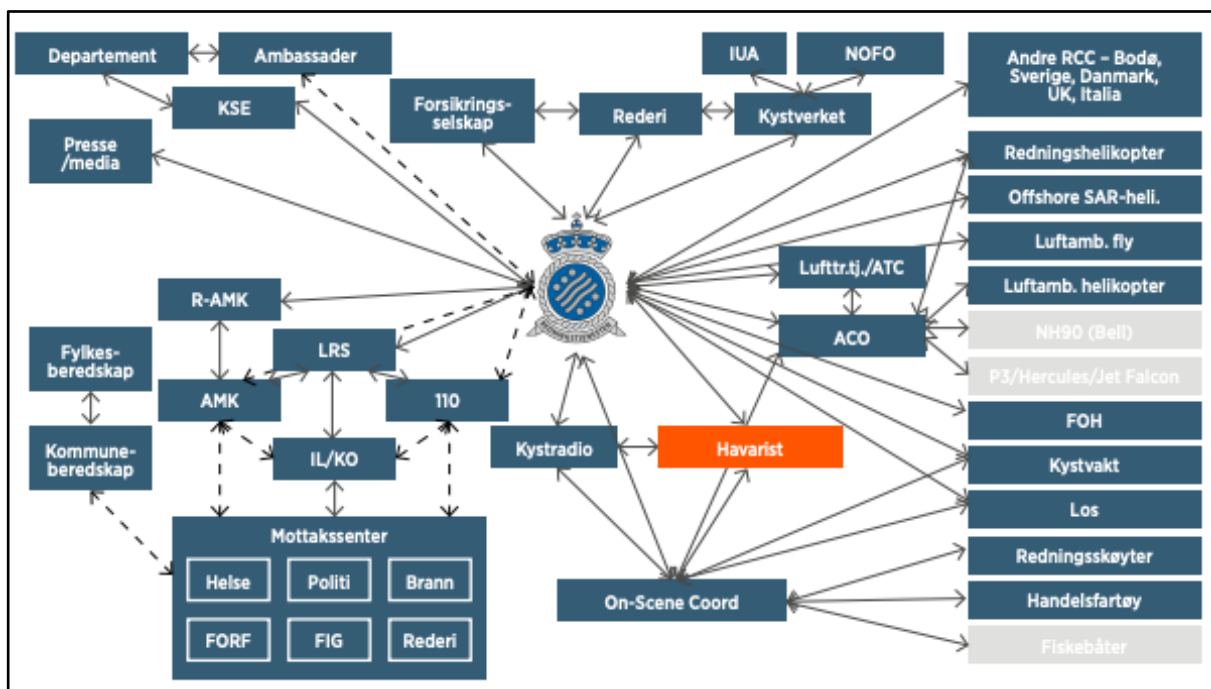 Departement
Ambassader
KSE
Presse
/media
Forsikrings-
selskap
Rederi
IUA
NOFO
Kystverket
Andre RCC – Bodø,
Sverige, Danmark,
UK, Italia
Redningshelikopter
Offshore SAR-heli.
Luftamb. fly
Luftamb. helikopter
NH90 (Bell)
P3/Hercules/Jet Falcon
FOH
Kystvakt
Los
Redningsskøyter
Handelsfartøy
Fiskebåter
Lufttr.tj./ATC
ACO
R-AMK
LRS
AMK
110
IL/KO
Fylkes-
beredskap
Kommune-
beredskap
Kystradio
Havarist
On-Scene Coord
Mottakssenter
Helse
Politi
Brann
FORF
FIG
Rederi